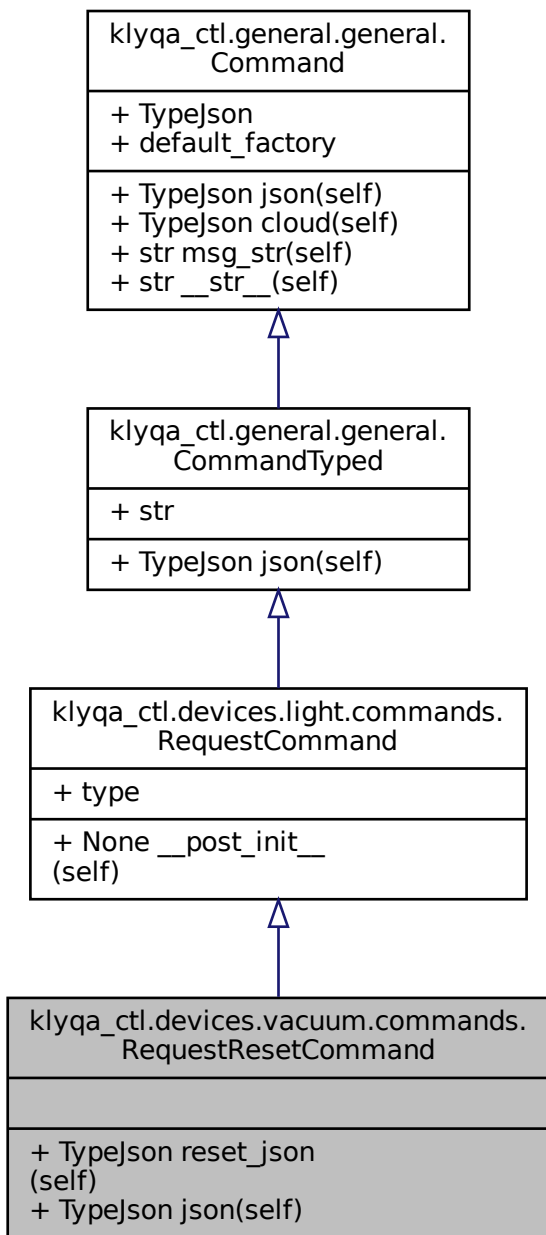 klyqa_ctl.general.general.
Command
+ TypeJson
+ default_factory
+ TypeJson json(self)
+ TypeJson cloud(self)
+ str msg_str(self)
+ str __str__(self)
klyqa_ctl.general.general.
CommandTyped
+ str
+ TypeJson json(self)
klyqa_ctl.devices.light.commands.
RequestCommand
+ type
+ None __post_init__
(self)
klyqa_ctl.devices.vacuum.commands.
RequestResetCommand
+ TypeJson reset_json
(self)
+ TypeJson json(self)